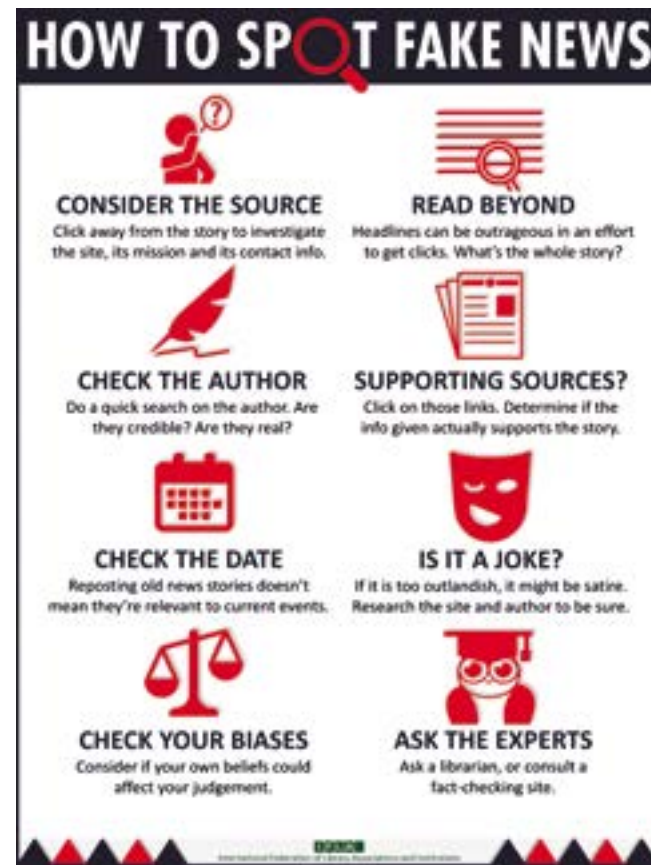 HOW TO SPOT FAKE NEWS
?
CONSIDER THE SOURCE
Click away from the story to investigate
the site, its mission and its contact info.
READ BEYOND
Headlines can be outrageous in an effort
to get clicks. What's the whole story?
CHECK THE AUTHOR
Do a quick search on the author. Are
they credible? Are they real?
SUPPORTING SOURCES?
Click on those links. Determine if the
info given actually supports the story.
CHECK THE DATE
Reposting old news stories doesn't
mean they're relevant to current events.
IS IT A JOKE?
If it is too outlandish, it might be satire.
Research the site and author to be sure.
CHECK YOUR BIASES
Consider if your own beliefs could
affect your judgement.
ASK THE EXPERTS
Ask a librarian, or consult a
fact-checking site.
International Federation of Library Associations and Institutions